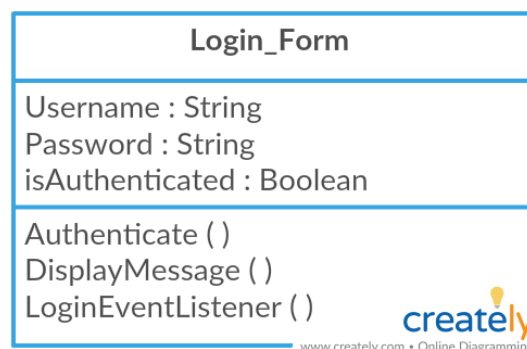 Login_Form
Username : String
Password : String
isAuthenticated : Boolean
Authenticate ( )
DisplayMessage ( )
LoginEventListener ( )
creately
www.creately.com • Online Diagrammin